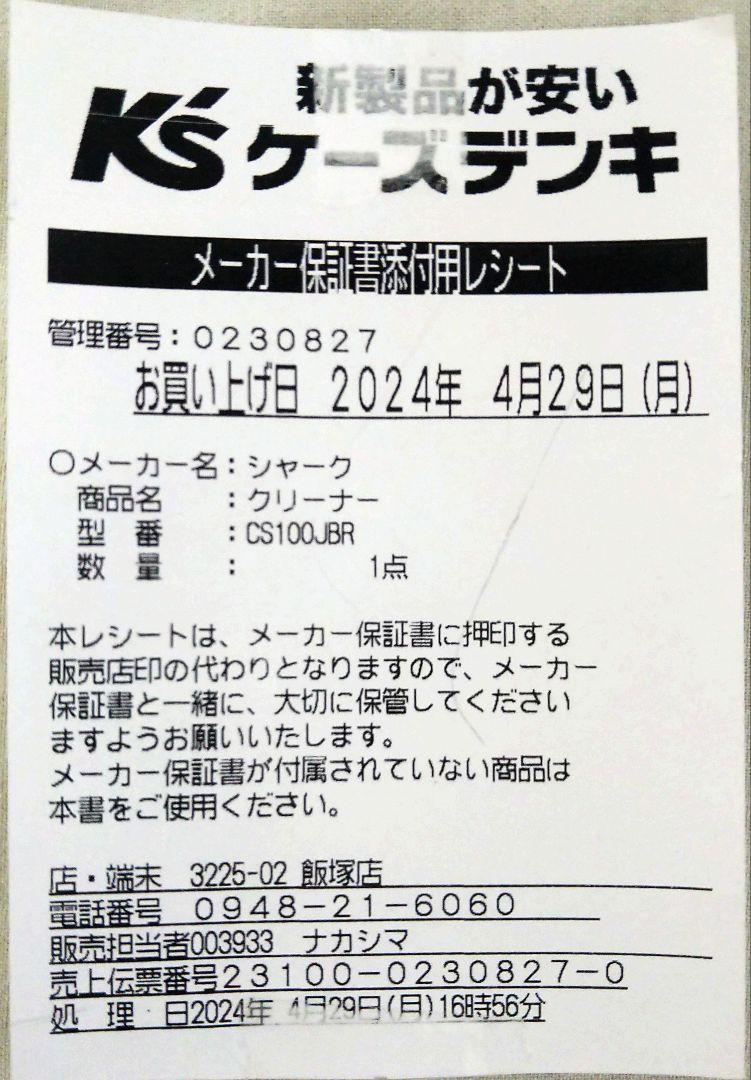 新製品が安い
K's ケーズデンキ
メーカー保証書添付用レシート
管理番号：0230827
お買い上げ日　2024年　4月29日(月)
〇メーカー名：シャーク
商品名　　：クリーナー
型　番　　：CS100JBR
数　量　　：　　　　1点
本レシートは、メーカー保証書に押印する
販売店印の代わりとなりますので、メーカー
保証書と一緒に、大切に保管してください
ますようお願いいたします。
メーカー保証書が付属されていない商品は
本書をご使用ください。
店・端末　3225-02 飯塚店
電話番号　0948-21-6060
販売担当者003933　ナカシマ
売上伝票番号23100-0230827-0
処　理　日2024年 4月29日(月)16時56分